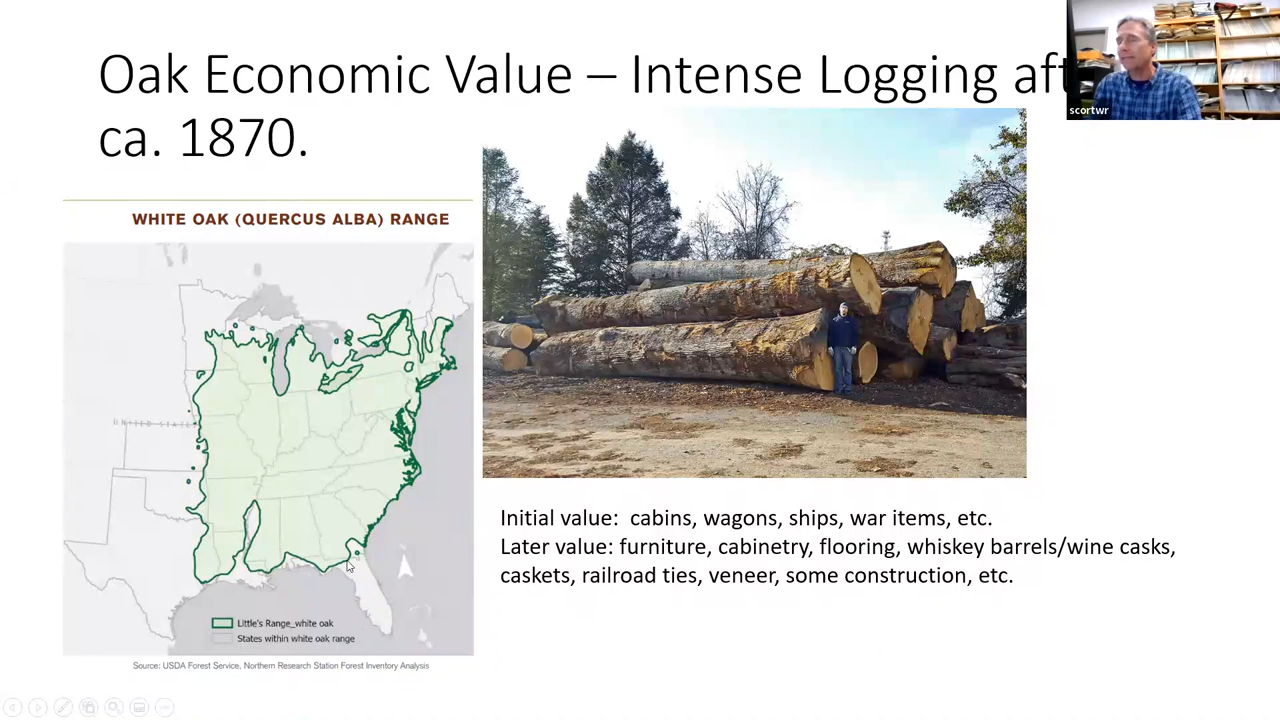 Oak Economic Value – Intense Logging aft
ca. 1870.
scortwr
WHITE OAK (QUERCUS ALBA) RANGE
UNITED STATES
Little's Range_white oak
States within white oak range
Source: USDA Forest Service, Northern Research Station Forest Inventory Analysis
Initial value:  cabins, wagons, ships, war items, etc.
Later value: furniture, cabinetry, flooring, whiskey barrels/wine casks,
caskets, railroad ties, veneer, some construction, etc.